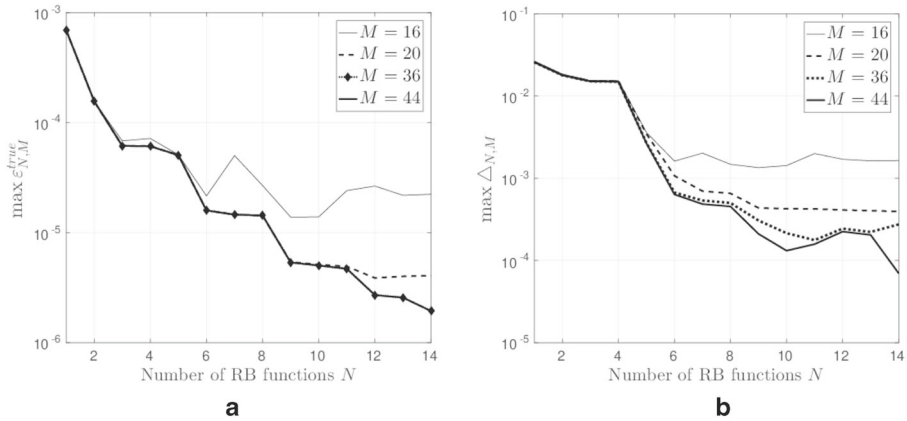 10^{-3}
10^{-4}
10^{-5}
10^{-6}
max ε^{true}_{N,M}
M = 16
M = 20
M = 36
M = 44
2 4 6 8 10 12 14
Number of RB functions N
a
10^{-1}
10^{-2}
10^{-3}
10^{-4}
10^{-5}
max △_{N,M}
M = 16
M = 20
M = 36
M = 44
2 4 6 8 10 12 14
Number of RB functions N
b